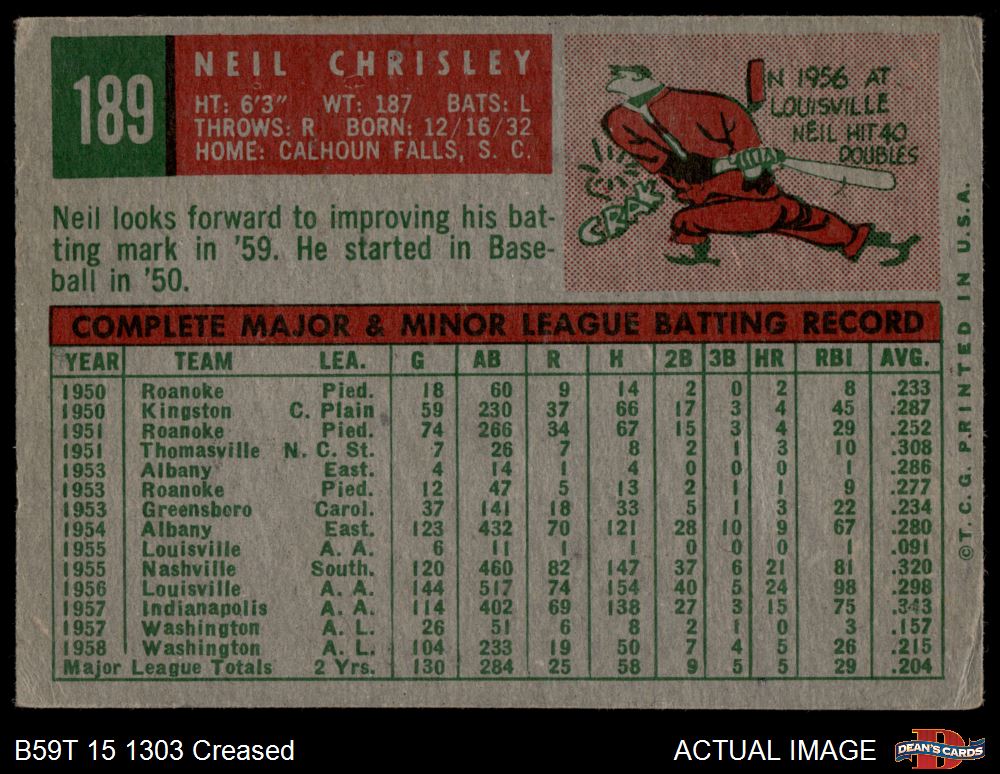 189
NEIL CHRISLEY
HT: 6'3" WT: 187 BATS: L
THROWS: R BORN: 12/16/32
HOME: CALHOUN FALLS, S. C.
IN 1956 AT
LOUISVILLE
NEIL HIT 40
DOUBLES
CRAK
Neil looks forward to improving his bat-
ting mark in '59. He started in Base-
ball in '50.
COMPLETE MAJOR & MINOR LEAGUE BATTING RECORD
YEAR TEAM LEA. G AB R H 2B 3B HR RBI AVG.
1950 Roanoke Pied. 18 60 9 14 2 0 2 8 .233
1950 Kingston C. Plain 59 230 37 66 17 3 4 45 .287
1951 Roanoke Pied. 74 266 34 67 15 3 4 29 .252
1951 Thomasville N. C. St. 7 26 7 8 2 1 3 10 .308
1953 Albany East. 4 14 1 4 0 0 0 1 .286
1953 Roanoke Pied. 12 47 5 13 2 1 1 9 .277
1953 Greensboro Carol. 37 141 18 33 5 1 3 22 .234
1954 Albany East. 123 432 70 121 28 10 9 67 .280
1955 Louisville A. A. 6 11 1 1 0 0 0 1 .091
1955 Nashville South. 120 460 82 147 37 6 21 81 .320
1956 Louisville A. A. 144 517 74 154 40 5 24 98 .298
1957 Indianapolis A. A. 114 402 69 138 27 3 15 75 .343
1957 Washington A. L. 26 51 6 8 2 1 0 3 .157
1958 Washington A. L. 104 233 19 50 7 4 5 26 .215
Major League Totals 2 Yrs. 130 284 25 58 9 5 5 29 .204
©T. C. G. PRINTED IN U.S.A.
B59T 15 1303 Creased
ACTUAL IMAGE
DEAN'S CARDS